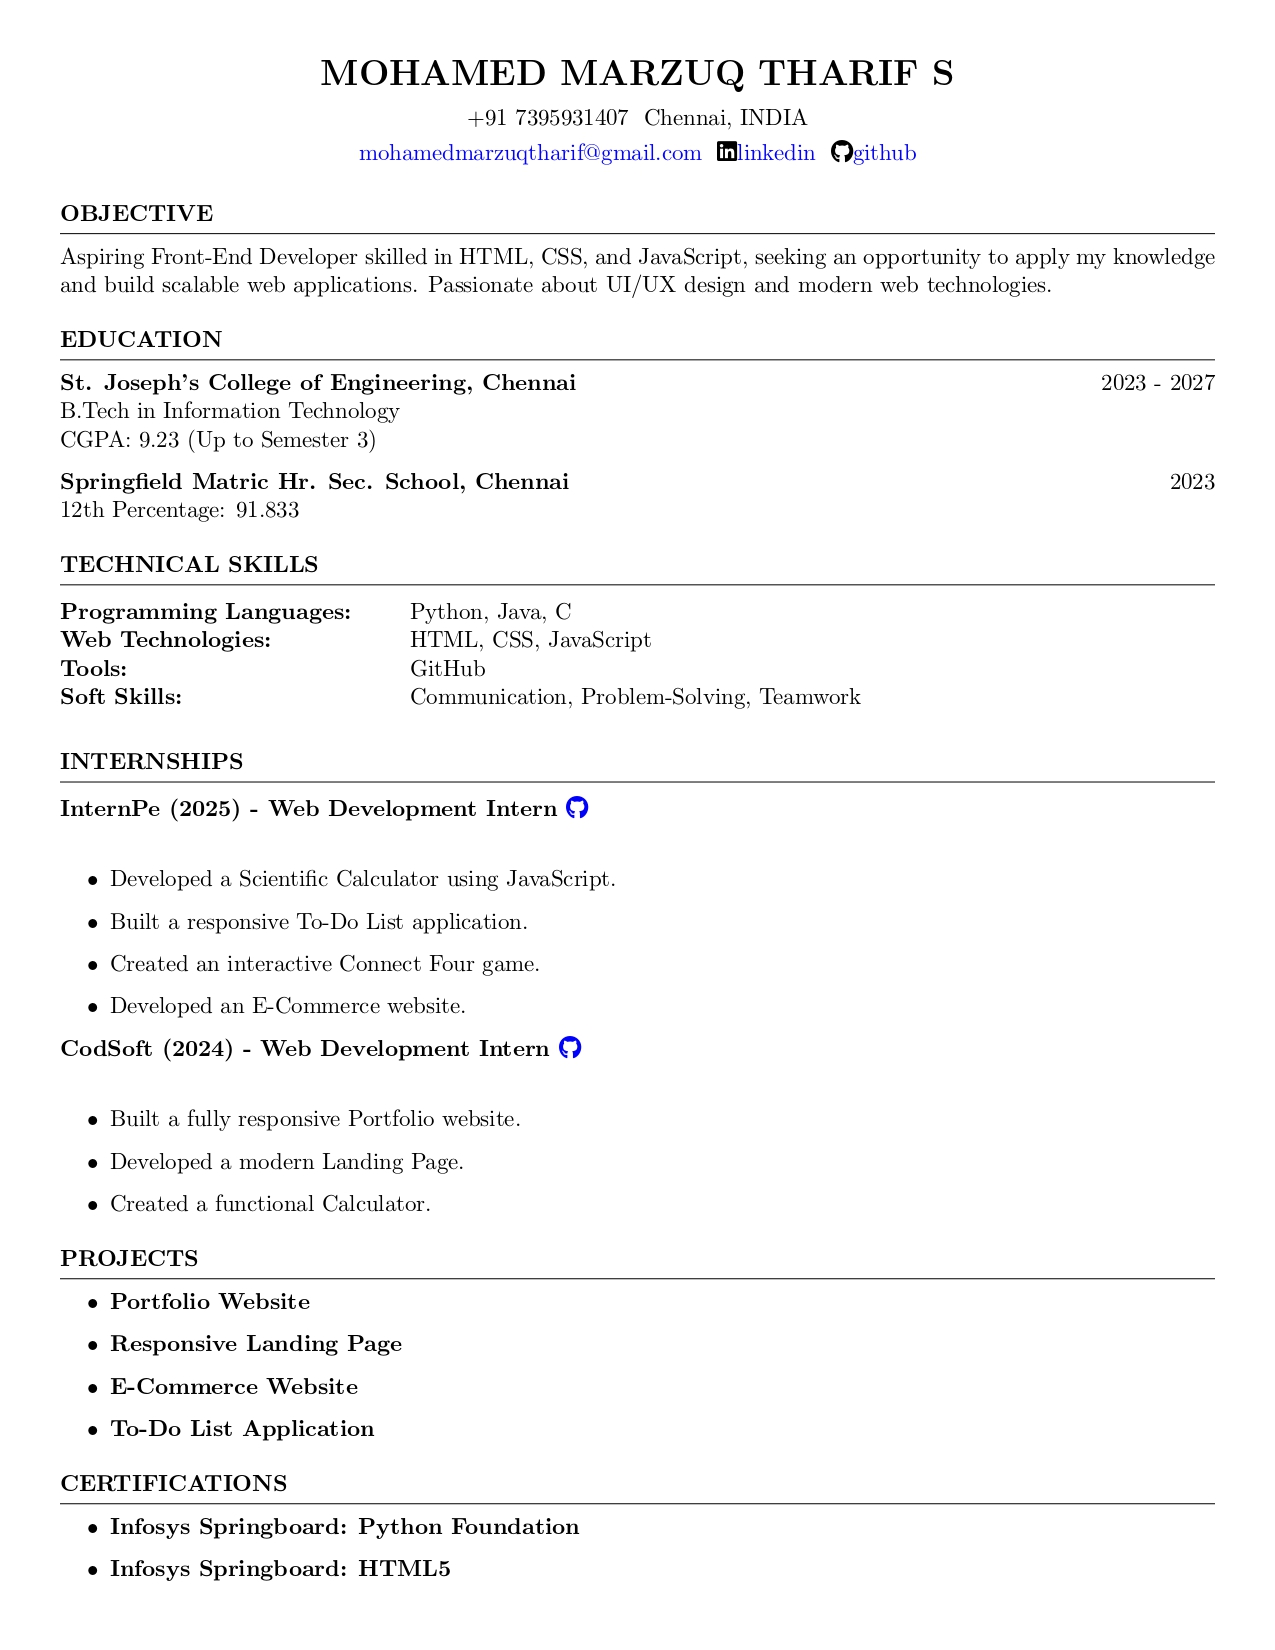 MOHAMED MARZUQ THARIF S
+91 7395931407 Chennai, INDIA
mohamedmarzuqtharif@gmail.com linkedin github
OBJECTIVE
Aspiring Front-End Developer skilled in HTML, CSS, and JavaScript, seeking an opportunity to apply my knowledge
and build scalable web applications. Passionate about UI/UX design and modern web technologies.
EDUCATION
St. Joseph's College of Engineering, Chennai 2023 - 2027
B.Tech in Information Technology
CGPA: 9.23 (Up to Semester 3)
Springfield Matric Hr. Sec. School, Chennai 2023
12th Percentage: 91.833
TECHNICAL SKILLS
Programming Languages: Python, Java, C
Web Technologies: HTML, CSS, JavaScript
Tools: GitHub
Soft Skills: Communication, Problem-Solving, Teamwork
INTERNSHIPS
InternPe (2025) - Web Development Intern
• Developed a Scientific Calculator using JavaScript.
• Built a responsive To-Do List application.
• Created an interactive Connect Four game.
• Developed an E-Commerce website.
CodSoft (2024) - Web Development Intern
• Built a fully responsive Portfolio website.
• Developed a modern Landing Page.
• Created a functional Calculator.
PROJECTS
• Portfolio Website
• Responsive Landing Page
• E-Commerce Website
• To-Do List Application
CERTIFICATIONS
• Infosys Springboard: Python Foundation
• Infosys Springboard: HTML5